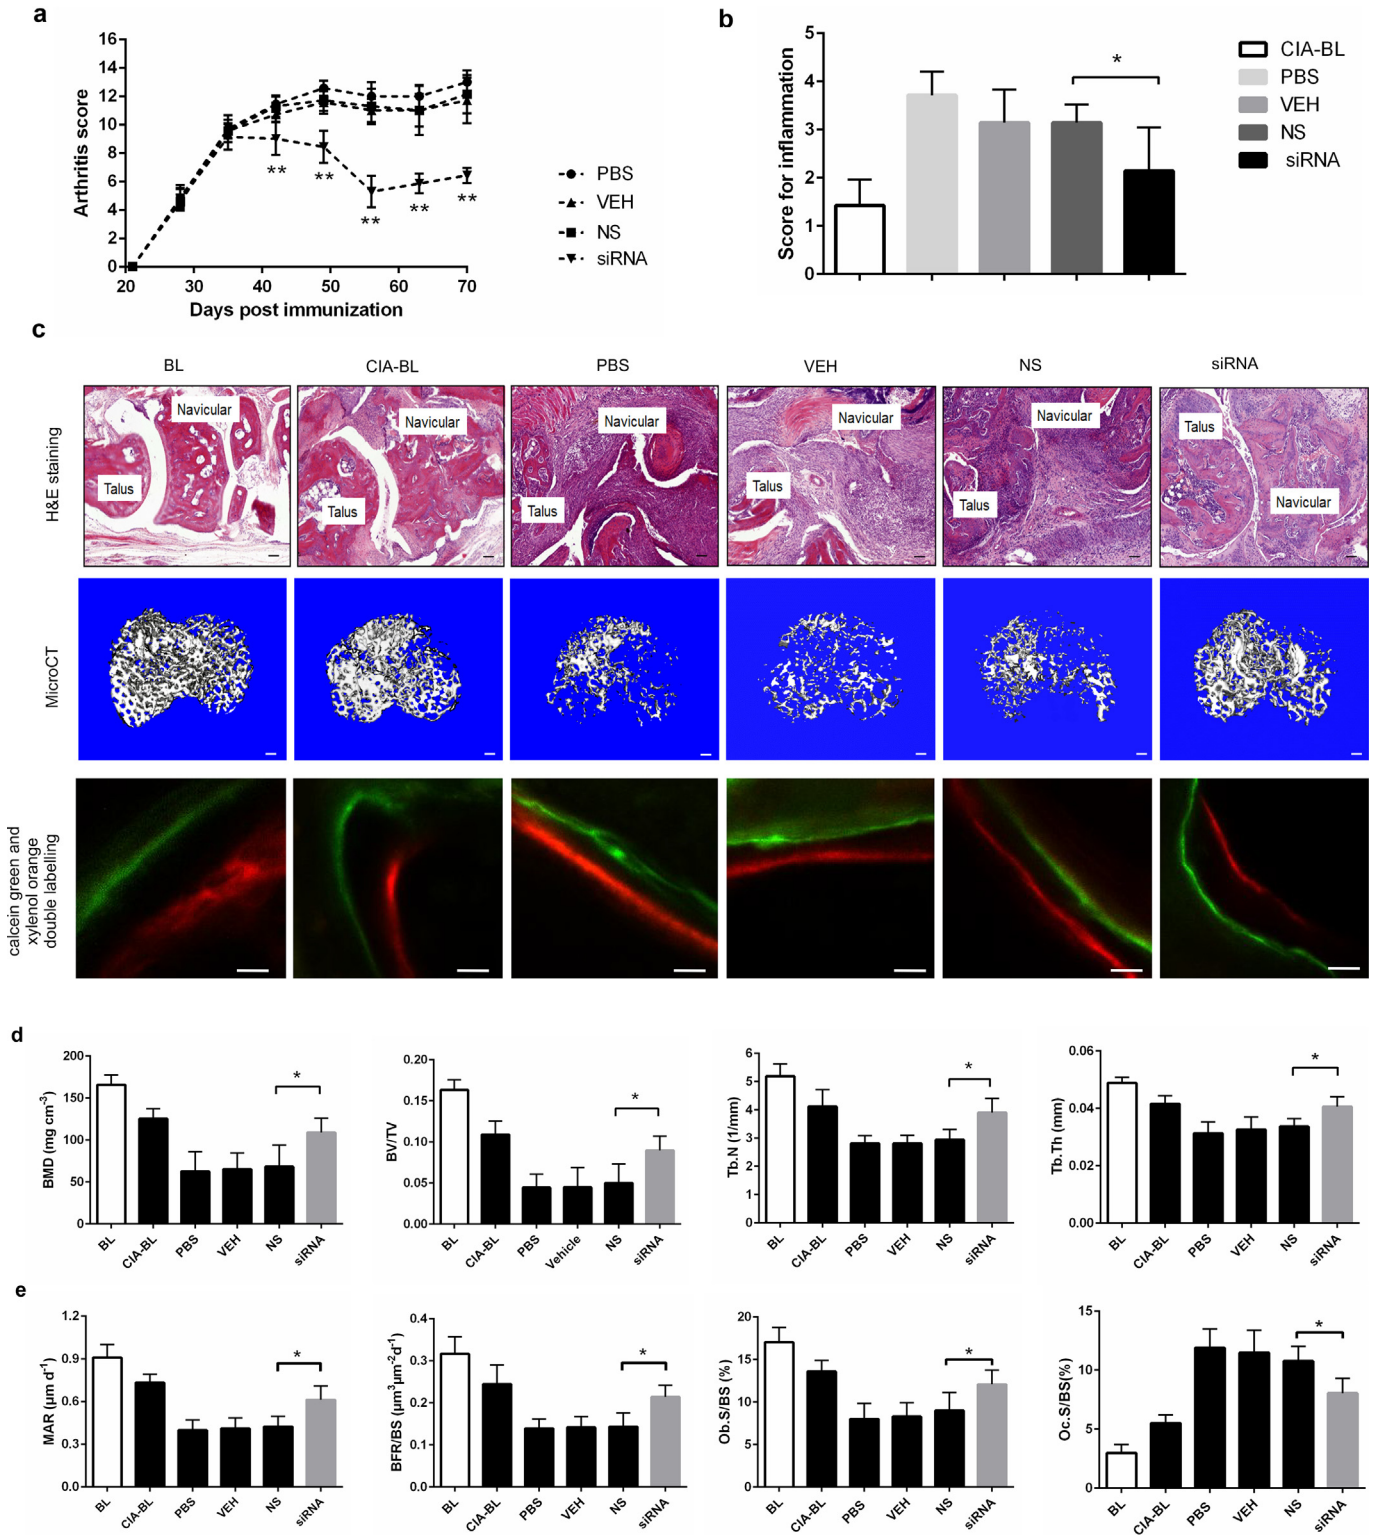 a
16
14
12
10
8
6
4
2
0
Arthritis score
** ** ** ** **
20 30 40 50 60 70
Days post immunization
PBS
VEH
NS
siRNA
b
5
4
3
2
1
0
Score for inflammation
*
CIA-BL
PBS
VEH
NS
siRNA
c
BL CIA-BL PBS VEH NS siRNA
H&E staining
Navicular
Talus
Navicular
Talus
Navicular
Talus
Navicular
Talus
Navicular
Talus
Talus
Navicular
MicroCT
calcein green and
xylenol orange
double labelling
d
200
150
100
50
0
BMD (mg cm-3)
*
BL CIA-BL PBS VEH NS siRNA
0.20
0.15
0.10
0.05
0.00
BV/TV
*
BL CIA-BL PBS Vehicle NS siRNA
6
5
4
3
2
1
0
Tb.N (1/mm)
*
BL CIA-BL PBS VEH NS siRNA
0.06
0.04
0.02
0.00
Tb.Th (mm)
*
BL CIA-BL PBS VEH NS siRNA
e
1.2
0.9
0.6
0.3
0.0
MAR (μm d-1)
*
BL CIA-BL PBS VEH NS siRNA
0.4
0.3
0.2
0.1
0.0
BFR/BS (μm3μm-2d-1)
*
BL CIA-BL PBS VEH NS siRNA
20
15
10
5
0
Ob.S/BS (%)
*
BL CIA-BL PBS VEH NS siRNA
15
10
5
0
Oc.S/BS(%)
*
BL CIA-BL PBS VEH NS siRNA